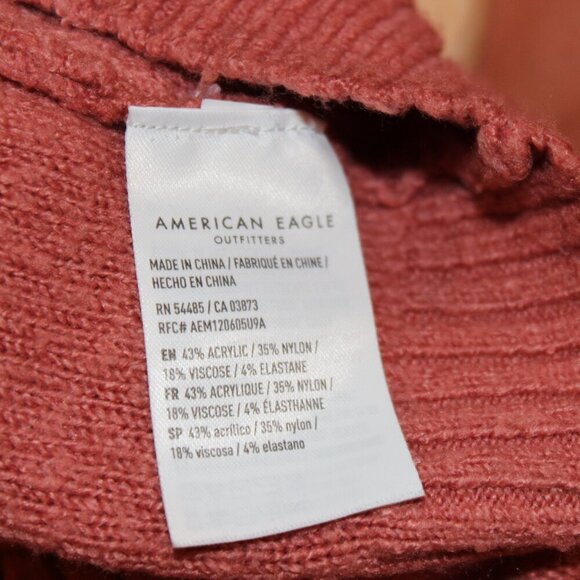 AMERICAN EAGLE
OUTFITTERS
MADE IN CHINA / FABRIQUÉ EN CHINE /
HECHO EN CHINA
RN 54485 / CA 03873
RFC# AEM120605U9A
EN 43% ACRYLIC / 35% NYLON /
18% VISCOSE / 4% ELASTHANE
FR 43% ACRYLIQUE / 35% NYLON /
18% VISCOSE / 4% ÉLASTHANNE
SP 43% acrílico / 35% nylon /
18% viscosa / 4% elastano